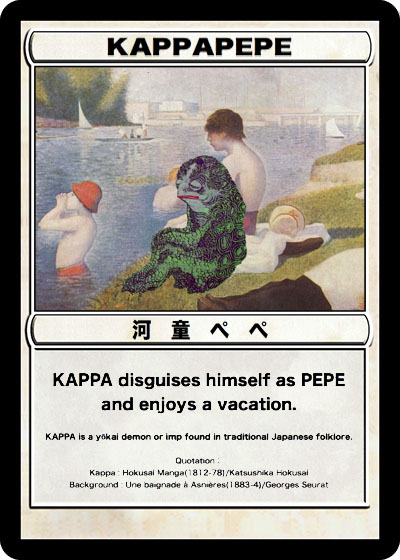 KAPPAPEPE
河童ペペ
KAPPA disguises himself as PEPE
and enjoys a vacation.
KAPPA is a yōkai demon or imp found in traditional Japanese folklore.
Quotation :
Kappa : Hokusai Manga(1812-78)/Katsushika Hokusai
Background : Une baignade à Asnières(1883-4)/Georges Seurat